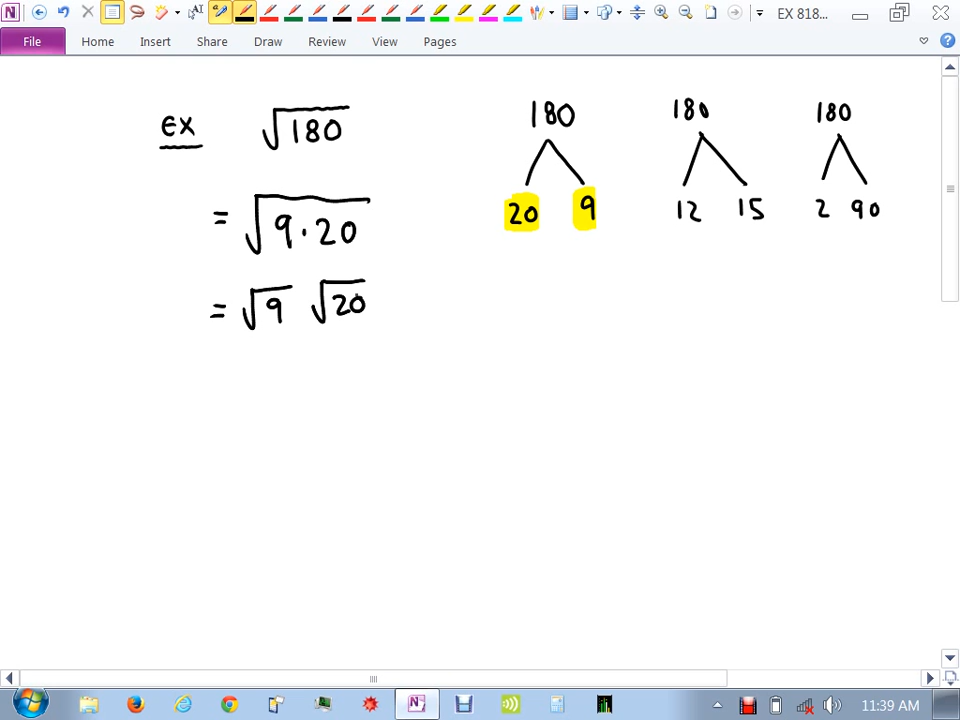 EX 818...
File Home Insert Share Draw Review View Pages
ex √180
= √9·20
= √9 √20
180
20 9
180
12 15
180
2 90
11:39 AM